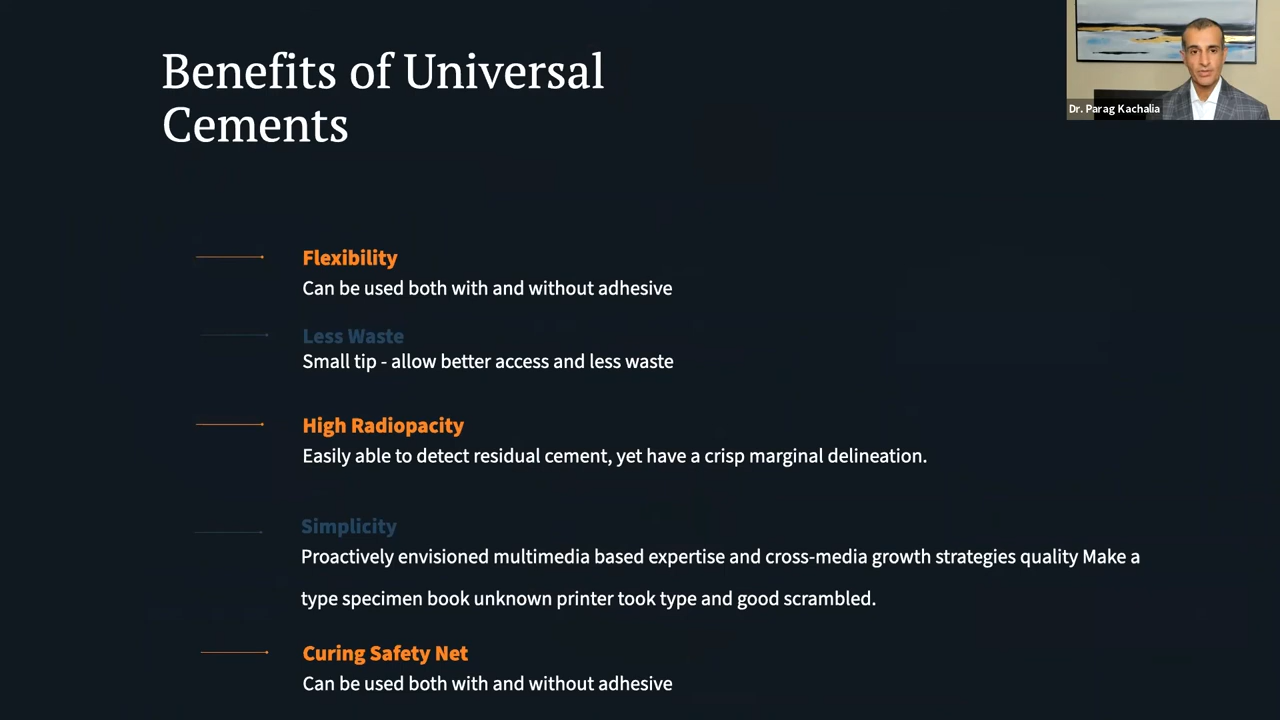 Benefits of Universal
Cements
Dr. Parag Kachalia
Flexibility
Can be used both with and without adhesive
Less Waste
Small tip - allow better access and less waste
High Radiopacity
Easily able to detect residual cement, yet have a crisp marginal delineation.
Simplicity
Proactively envisioned multimedia based expertise and cross-media growth strategies quality Make a
type specimen book unknown printer took type and good scrambled.
Curing Safety Net
Can be used both with and without adhesive